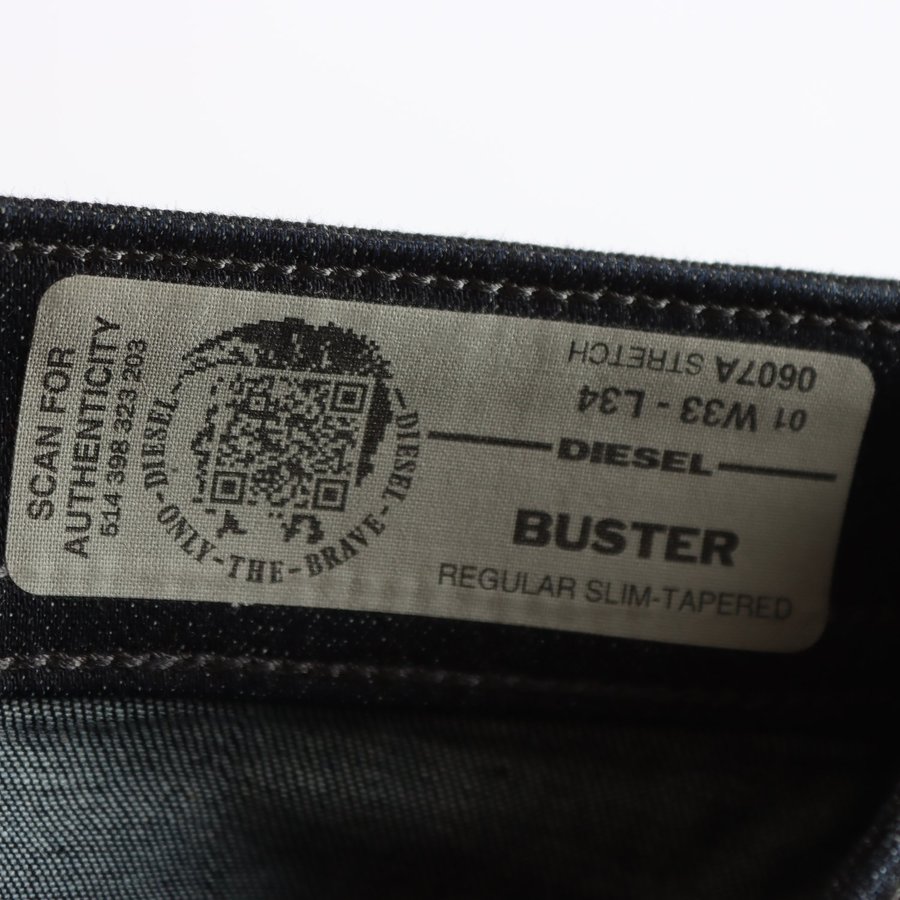 SCAN FOR
AUTHENTICITY
514 398 323 203
DIESEL
DIESEL
ONLY-THE-BRAVE
0607A STRETCH
01 W33 - L34
DIESEL
BUSTER
REGULAR SLIM-TAPERED